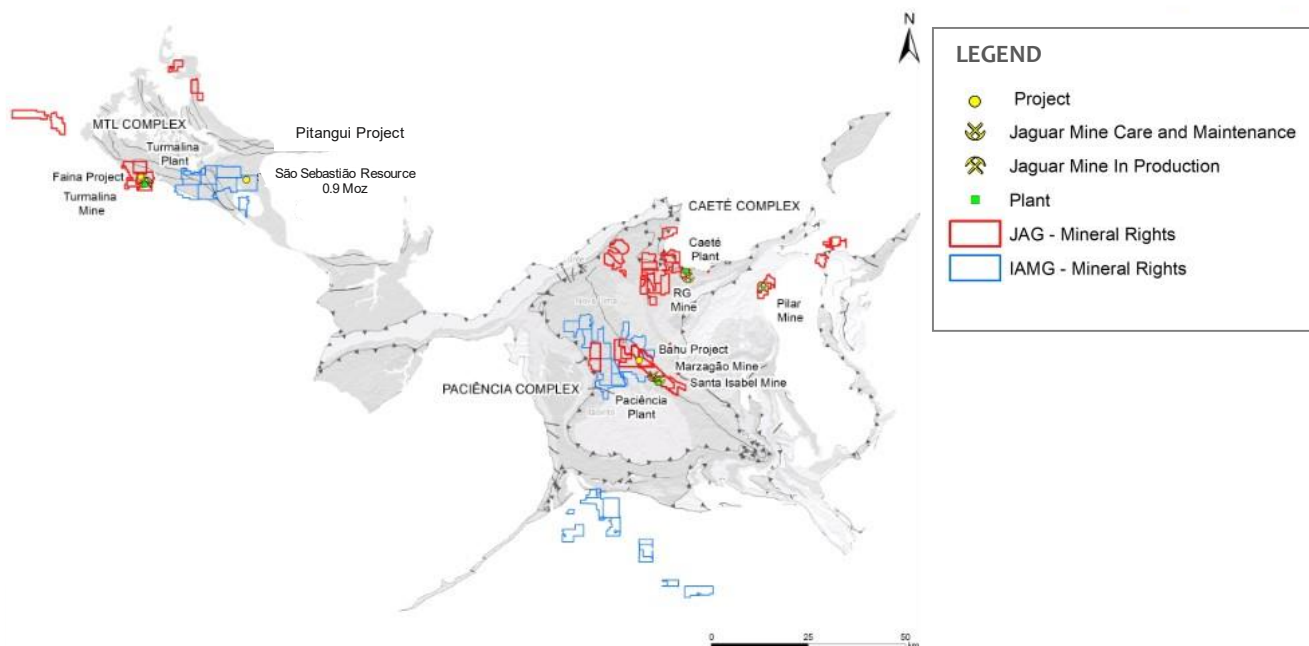 N
LEGEND
Project
Jaguar Mine Care and Maintenance
Jaguar Mine In Production
Plant
JAG - Mineral Rights
IAMG - Mineral Rights
MTL COMPLEX
Turmalina
Plant
Pitangui Project
Faina Project
Turmalina
Mine
São Sebastião Resource
0.9 Moz
CAETÉ COMPLEX
Caeté
Plant
RG
Mine
Pilar
Mine
Nova Lima
Bahu Project
Marzagão Mine
Santa Isabel Mine
PACIÊNCIA COMPLEX
Paciência
Plant
0 25 50